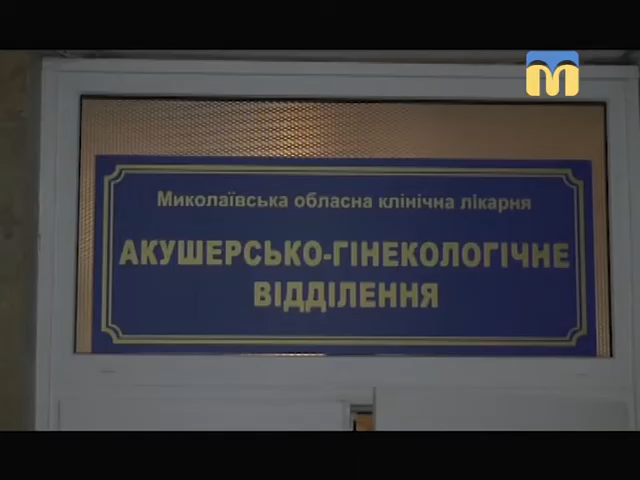 Миколаївська обласна клінічна лікарня
АКУШЕРСЬКО-ГІНЕКОЛОГІЧНЕ
ВІДДІЛЕННЯ